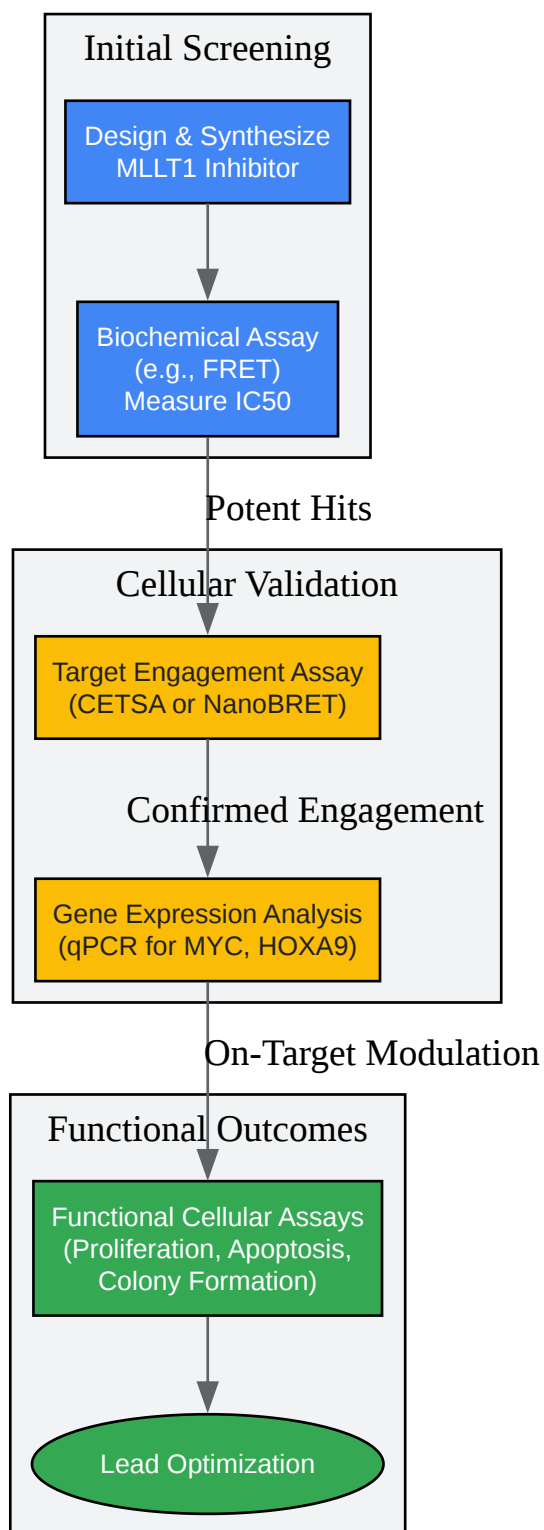 Initial Screening
Design & Synthesize
MLLT1 Inhibitor
Biochemical Assay
(e.g., FRET)
Measure IC50
Potent Hits
Cellular Validation
Target Engagement Assay
(CETSA or NanoBRET)
Confirmed Engagement
Gene Expression Analysis
(qPCR for MYC, HOXA9)
On-Target Modulation
Functional Outcomes
Functional Cellular Assays
(Proliferation, Apoptosis,
Colony Formation)
Lead Optimization